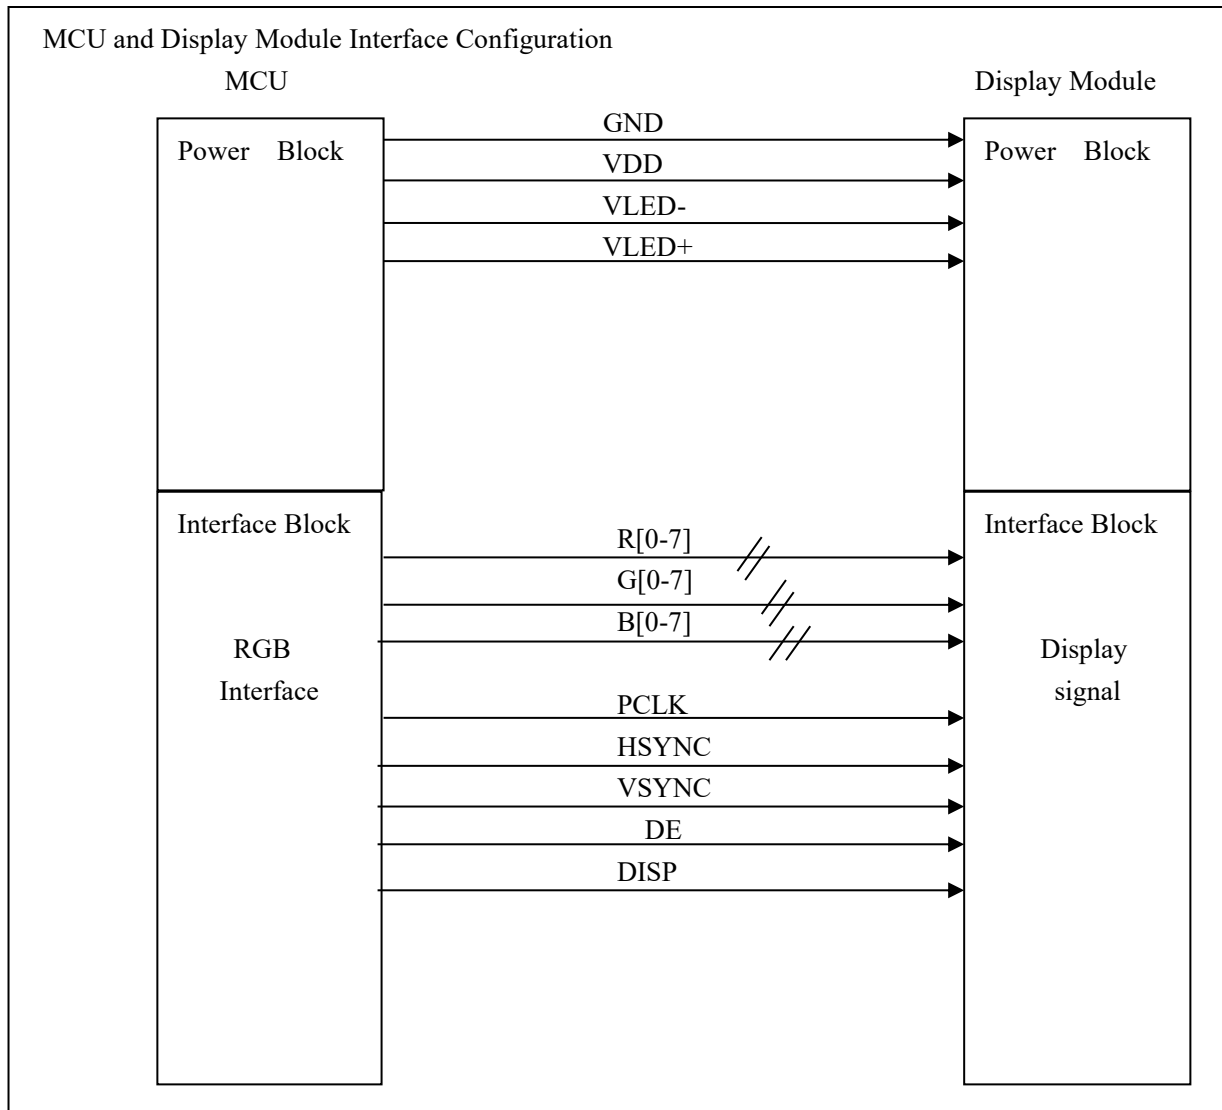 MCU and Display Module Interface Configuration
MCU
Display Module
Power Block
GND
Power Block
VDD
VLED-
VLED+
Interface Block
R[0-7]
Interface Block
G[0-7]
B[0-7]
RGB
Interface
Display
signal
PCLK
HSYNC
VSYNC
DE
DISP